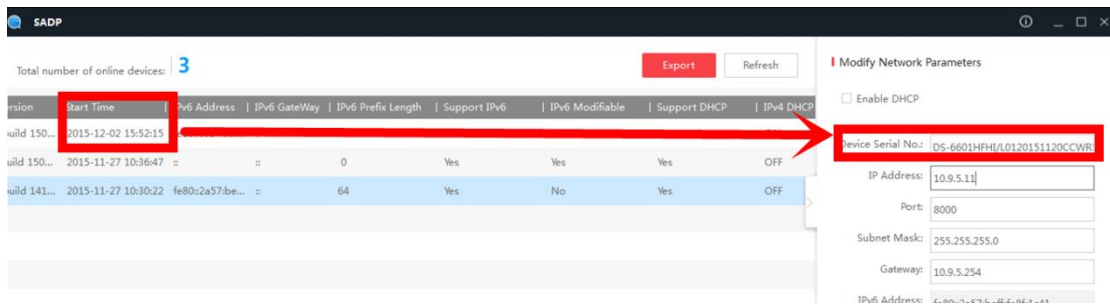 SADP
Total number of online devices: 3
Export
Refresh
ersion | Start Time | IPv6 Address | IPv6 GateWay | IPv6 Prefix Length | Support IPv6 | IPv6 Modifiable | Support DHCP | IPv4 DHCP
uild 150... 2015-12-02 15:52:15
uild 150... 2015-11-27 10:36:47 :: :: 0 Yes Yes Yes OFF
uild 141... 2015-11-27 10:30:22 fe80::2a57:be... :: 64 Yes No Yes OFF
Modify Network Parameters
Enable DHCP
Device Serial No.: DS-6601HFHI/L0120151120CCWR
IP Address: 10.9.5.11
Port: 8000
Subnet Mask: 255.255.255.0
Gateway: 10.9.5.254
IPv6 Address: